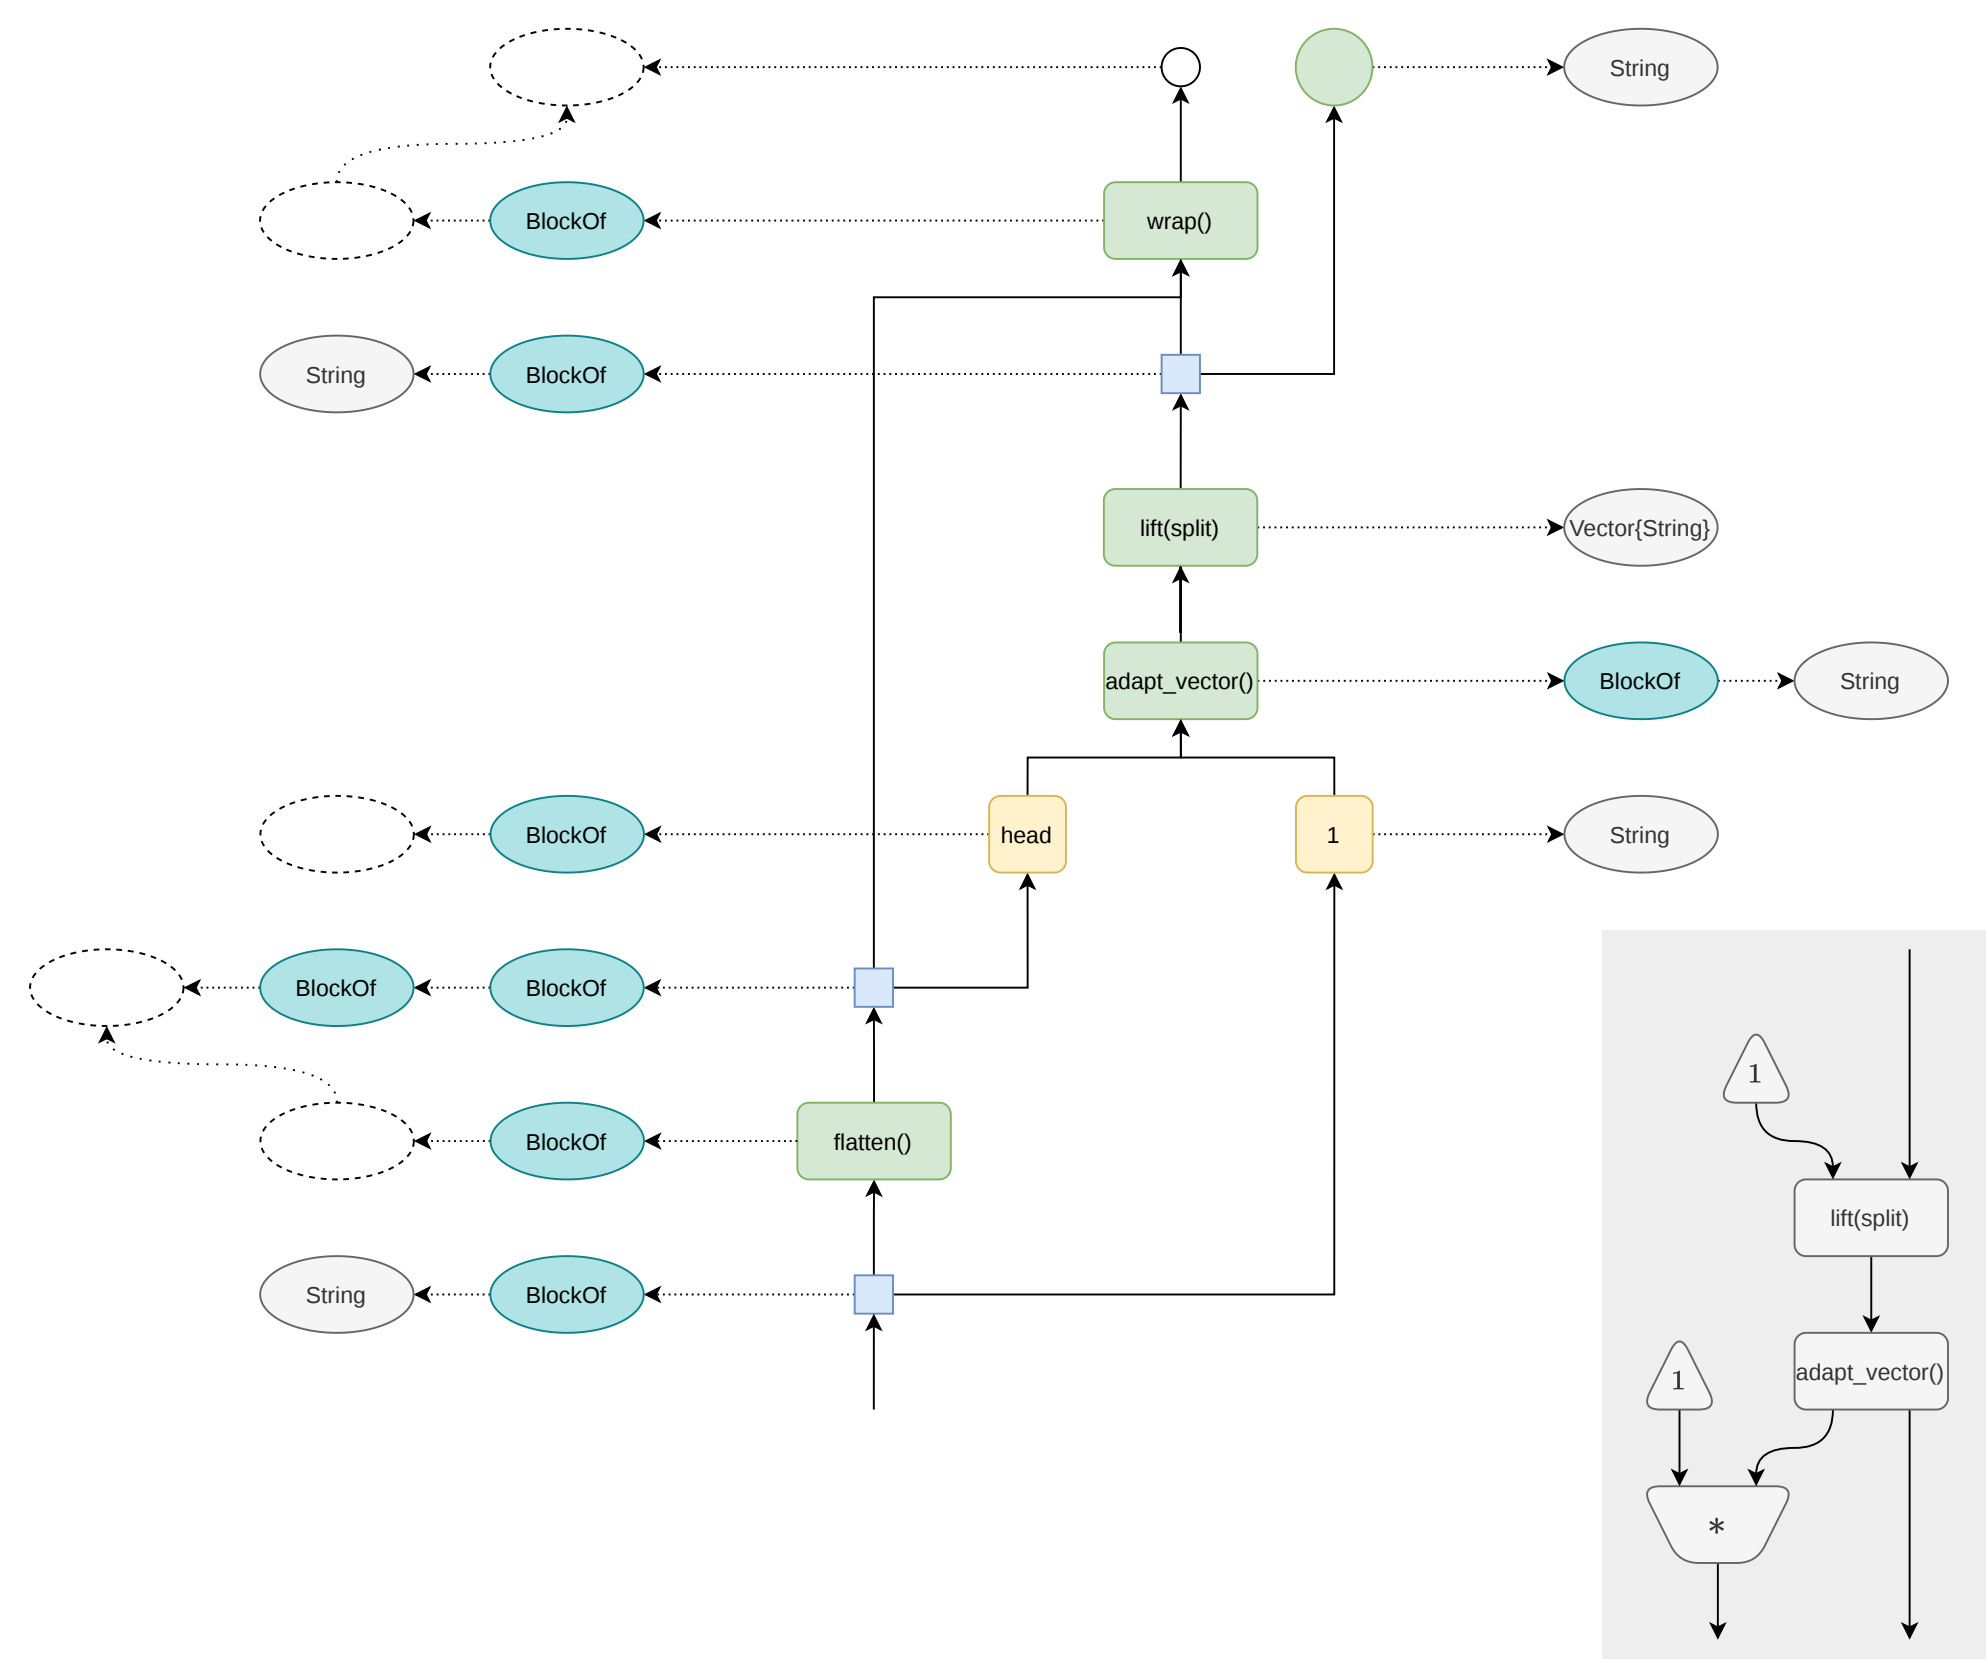 String
BlockOf
wrap()
String
BlockOf
lift(split)
Vector{String}
adapt_vector()
BlockOf
String
BlockOf
head
1
String
BlockOf
BlockOf
1
BlockOf
flatten()
lift(split)
String
BlockOf
1
adapt_vector()
*